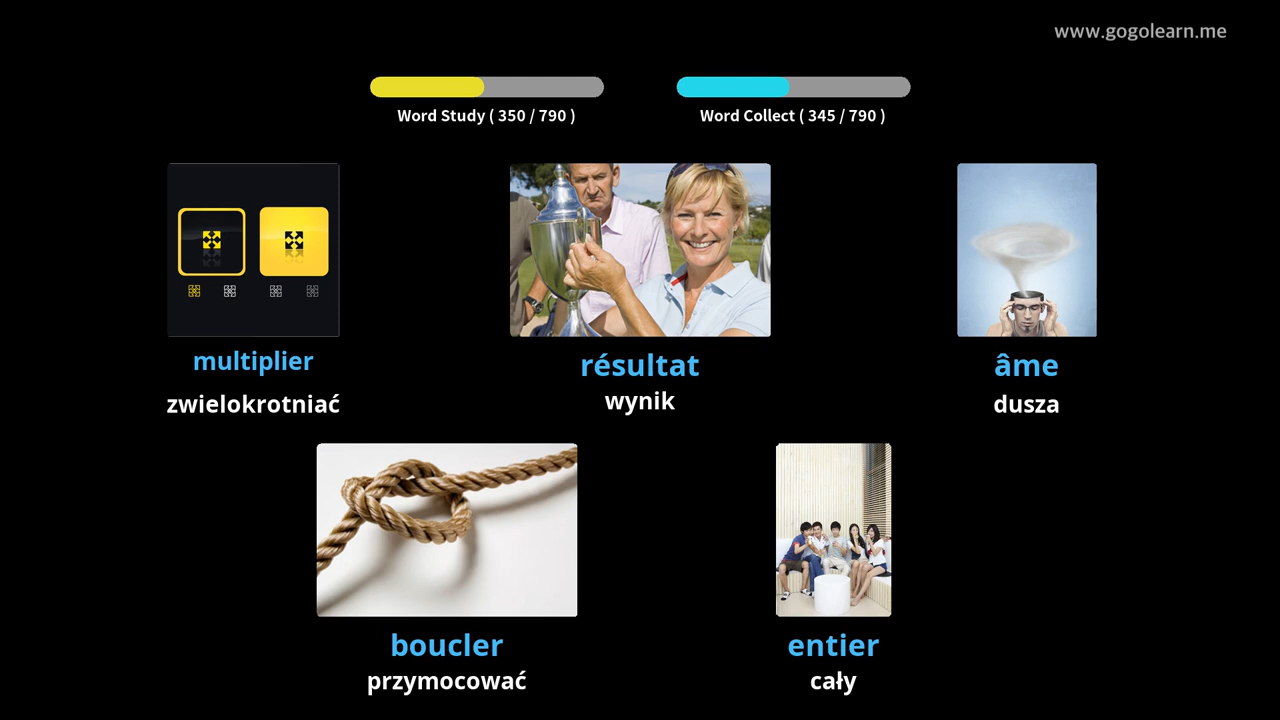 www.gogolearn.me
Word Study ( 350 / 790 )
Word Collect ( 345 / 790 )
multiplier
zwielokrotniać
résultat
wynik
âme
dusza
boucler
przymocować
entier
cały